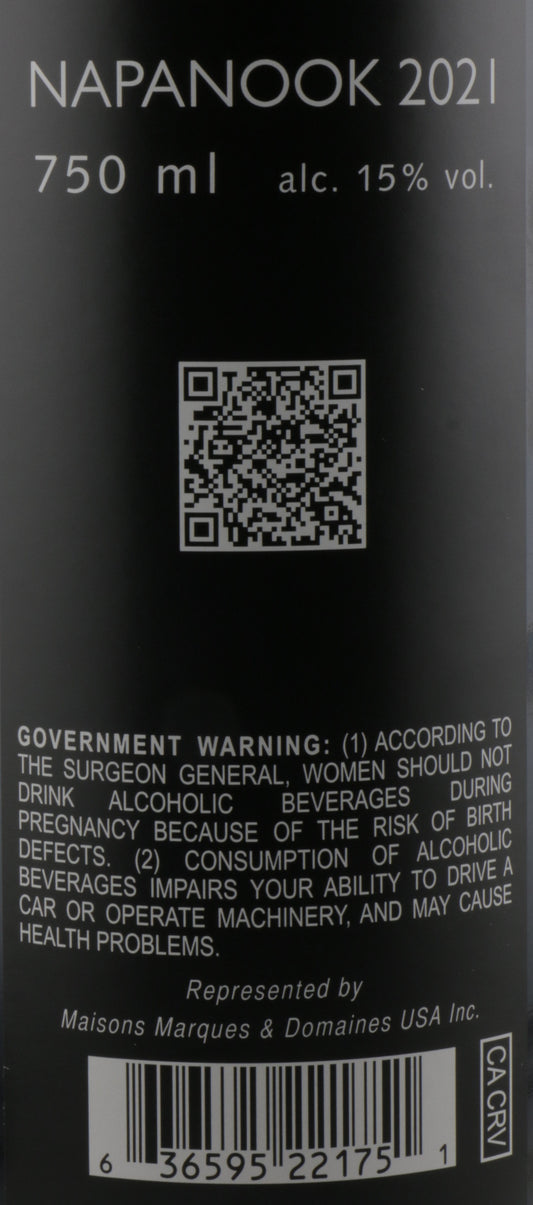 NAPANOOK 2021
750 ml alc. 15% vol.
GOVERNMENT WARNING: (1) ACCORDING TO
THE SURGEON GENERAL, WOMEN SHOULD NOT
DRINK ALCOHOLIC BEVERAGES DURING
PREGNANCY BECAUSE OF THE RISK OF BIRTH
DEFECTS. (2) CONSUMPTION OF ALCOHOLIC
BEVERAGES IMPAIRS YOUR ABILITY TO DRIVE A
CAR OR OPERATE MACHINERY, AND MAY CAUSE
HEALTH PROBLEMS.
Represented by
Maisons Marques & Domaines USA Inc.
CA CRV
6 36595 22175 1